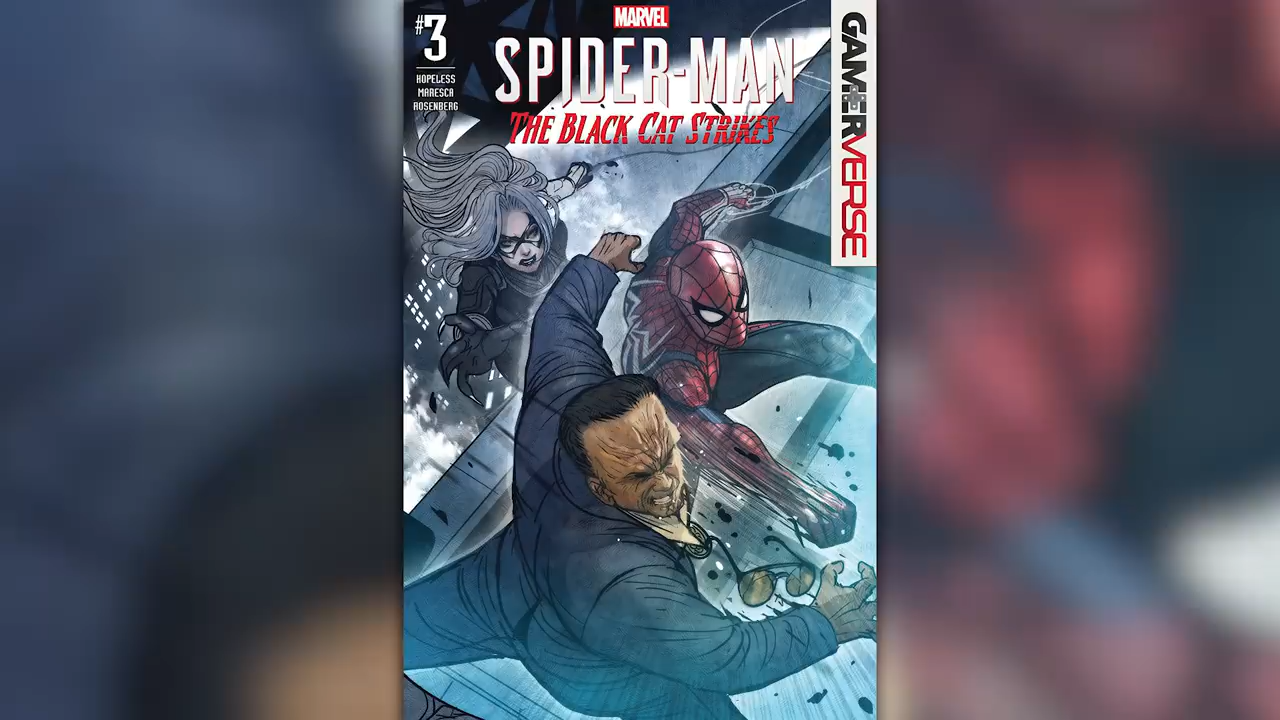 #3
HOPELESS
MARESCA
ROSENBERG
MARVEL
SPIDER-MAN
THE BLACK CAT STRIKES
GAMERVERSE